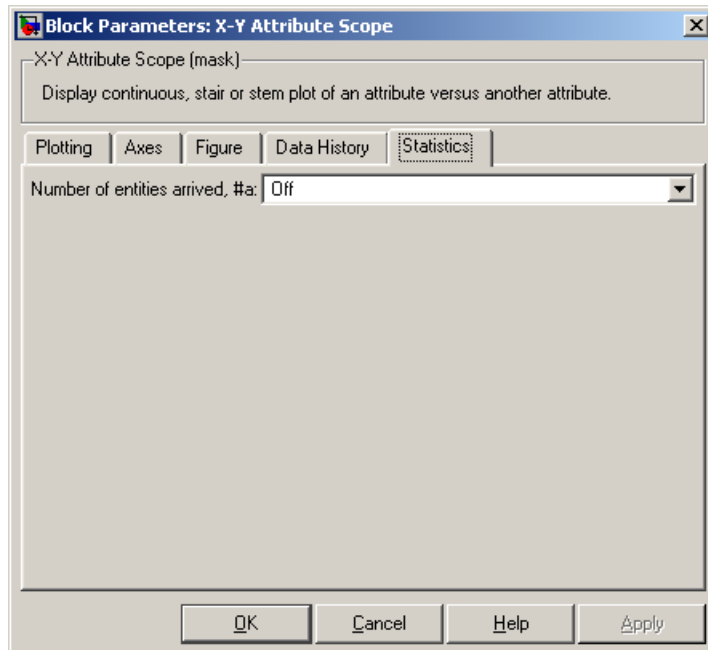 Block Parameters: X-Y Attribute Scope
X-Y Attribute Scope (mask)
Display continuous, stair or stem plot of an attribute versus another attribute.
Plotting Axes Figure Data History Statistics
Number of entities arrived, #a: Off
OK Cancel Help Apply